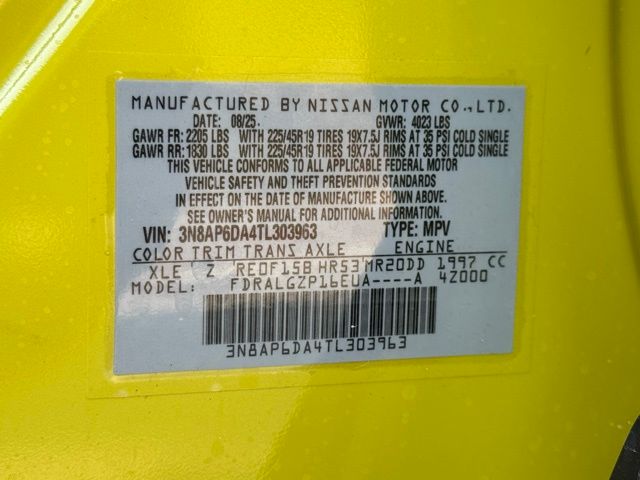 MANUFACTURED BY NISSAN MOTOR CO.,LTD.
DATE: 08/25. GVWR: 4023 LBS
GAWR FR: 2205 LBS WITH 225/45R19 TIRES 19X7.5J RIMS AT 35 PSI COLD SINGLE
GAWR RR: 1830 LBS WITH 225/45R19 TIRES 19X7.5J RIMS AT 35 PSI COLD SINGLE
THIS VEHICLE CONFORMS TO ALL APPLICABLE FEDERAL MOTOR
VEHICLE SAFETY AND THEFT PREVENTION STANDARDS
IN EFFECT ON THE DATE OF MANUFACTURE SHOWN ABOVE.
SEE OWNER'S MANUAL FOR ADDITIONAL INFORMATION.
VIN: 3N8AP6DA4TL303963 TYPE: MPV
COLOR TRIM TRANS AXLE ENGINE
XLE Z RE0F15B HR53 MR20DD 1997 CC
MODEL: FDRALGZP16EUA----A 4Z000
3N8AP6DA4TL303963